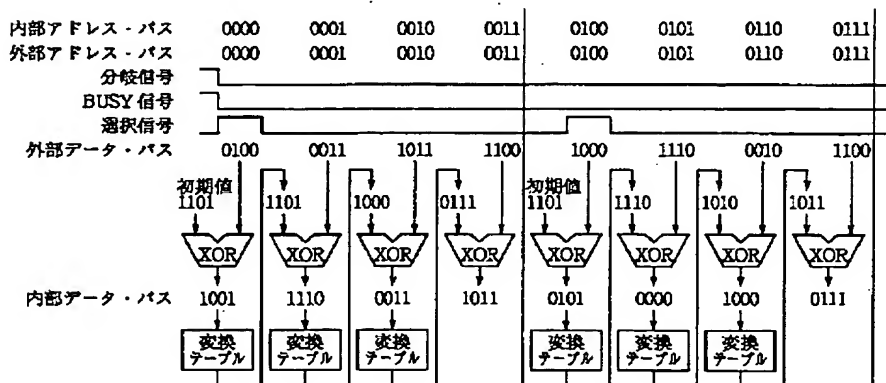 内部アドレス・バス 0000 0001 0010 0011 0100 0101 0110 0111
外部アドレス・バス 0000 0001 0010 0011 0100 0101 0110 0111
分岐信号
BUSY 信号
選択信号
外部データ・バス 0100 0011 1011 1100 1000 1110 0010 1100
初期値 初期値
1101 1101 1000 0111 1101 1110 1010 1011
XOR XOR XOR XOR XOR XOR XOR XOR
内部データ・バス 1001 1110 0011 1011 0101 0000 1000 0111
変換 変換 変換 変換 変換 変換
テーブル テーブル テーブル テーブル テーブル テーブル